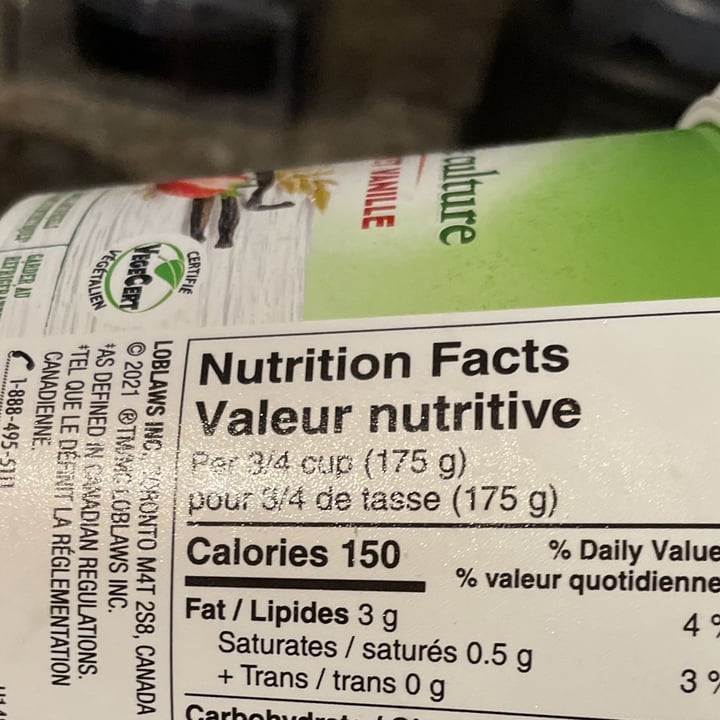 culture
VANILLE
CERTIFIÉ
VEGECERT
VÉGÉTALIEN
GARDER AU
Nutrition Facts
Valeur nutritive
Per 3/4 cup (175 g)
pour 3/4 de tasse (175 g)
Calories 150
% Daily Value
% valeur quotidienne
Fat / Lipides 3 g
4 %
Saturates / saturés 0.5 g
+ Trans / trans 0 g
3 %
LOBLAWS INC. TORONTO M4T 2S8, CANADA
© 2021 ®TM/MC LOBLAWS INC.
‡AS DEFINED IN CANADIAN REGULATIONS.
‡TEL QUE LE DÉFINIT LA RÉGLEMENTATION
CANADIENNE.
1-888-495-5111